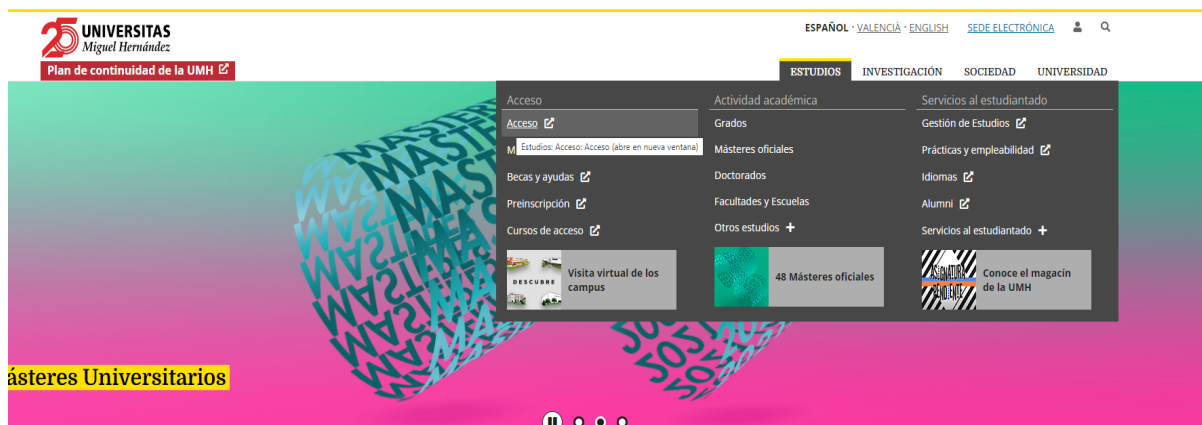 25 UNIVERSITAS
Miguel Hernández
ESPAÑOL · VALENCIÀ · ENGLISH SEDE ELECTRÓNICA
Plan de continuidad de la UMH
ESTUDIOS INVESTIGACIÓN SOCIEDAD UNIVERSIDAD
Acceso
Acceso
M
Estudios: Acceso: Acceso (abre en nueva ventana)
Becas y ayudas
Preinscripción
Cursos de acceso
DESCUBRE
Visita virtual de los
campus
Actividad académica
Grados
Másteres oficiales
Doctorados
Facultades y Escuelas
Otros estudios +
48 Másteres oficiales
Servicios al estudiantado
Gestión de Estudios
Prácticas y empleabilidad
Idiomas
Alumni
Servicios al estudiantado +
ASIGNATURA
PENDIENTE
Conoce el magacín
de la UMH
ásteres Universitarios